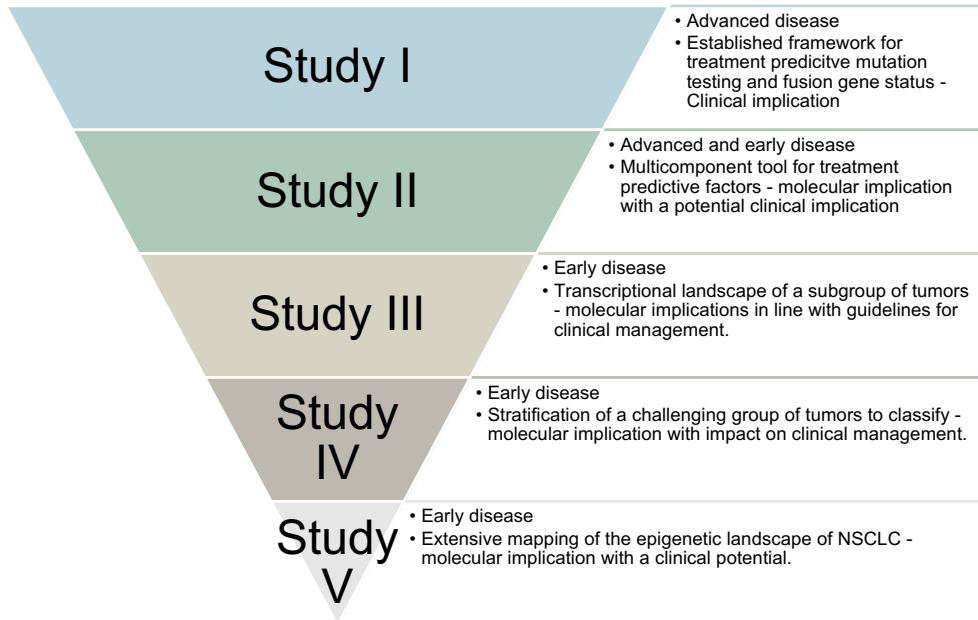 Study I
• Advanced disease
• Established framework for
treatment predicitve mutation
testing and fusion gene status -
Clinical implication
Study II
• Advanced and early disease
• Multicomponent tool for treatment
predictive factors - molecular implication
with a potential clinical implication
Study III
• Early disease
• Transcriptional landscape of a subgroup of tumors
- molecular implications in line with guidelines for
clinical management.
Study
IV
• Early disease
• Stratification of a challenging group of tumors to classify -
molecular implication with impact on clinical management.
Study
V
• Early disease
• Extensive mapping of the epigenetic landscape of NSCLC -
molecular implication with a clinical potential.